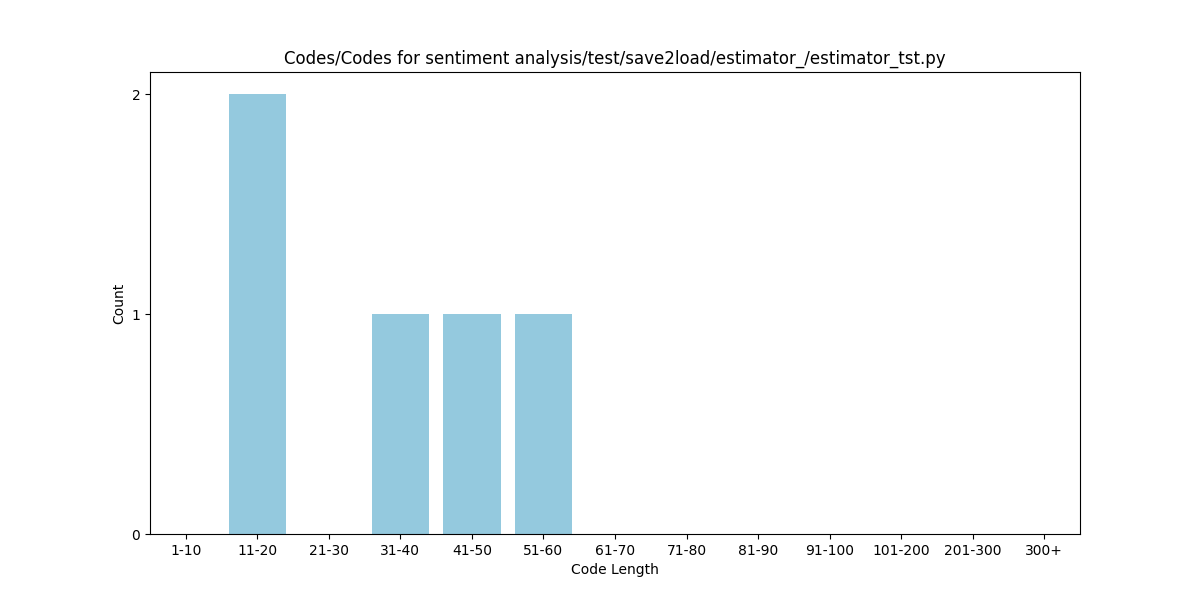 Codes/Codes for sentiment analysis/test/save2load/estimator_/estimator_tst.py
2
1
0
Count
1-10 11-20 21-30 31-40 41-50 51-60 61-70 71-80 81-90 91-100 101-200 201-300 300+
Code Length